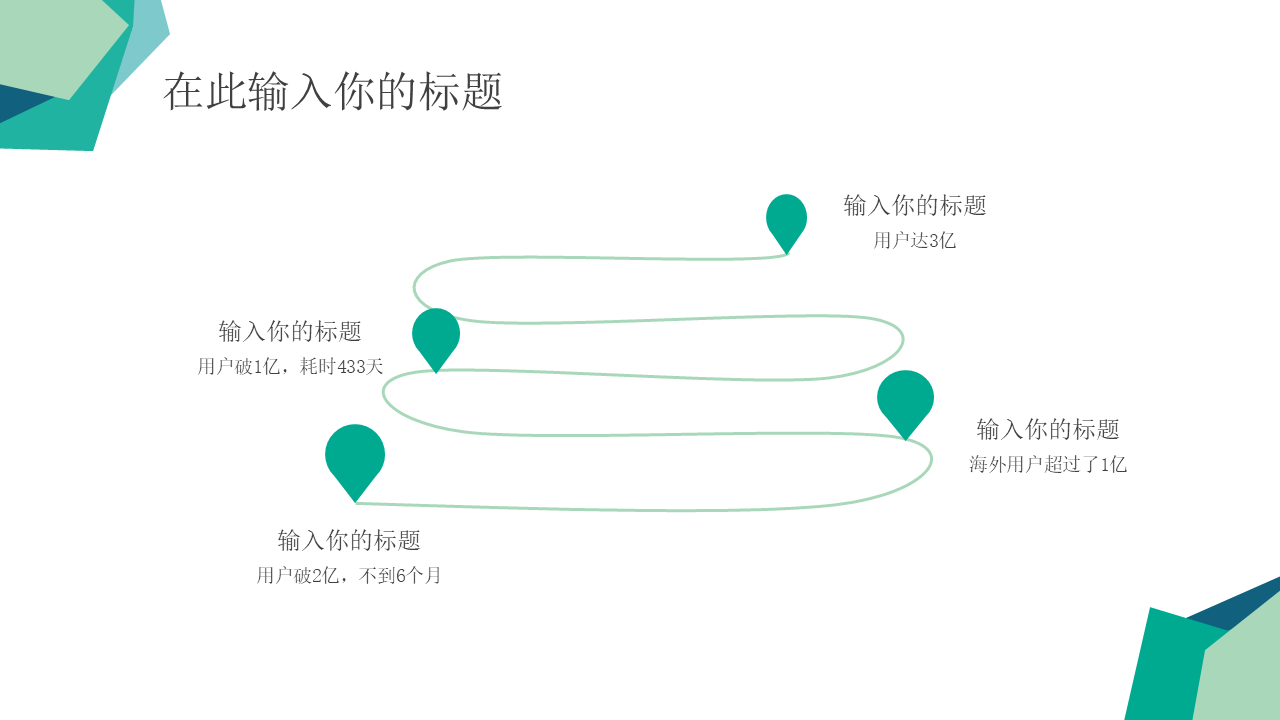 在此输入你的标题
输入你的标题
用户达3亿
输入你的标题
用户破1亿，耗时433天
输入你的标题
海外用户超过了1亿
输入你的标题
用户破2亿，不到6个月